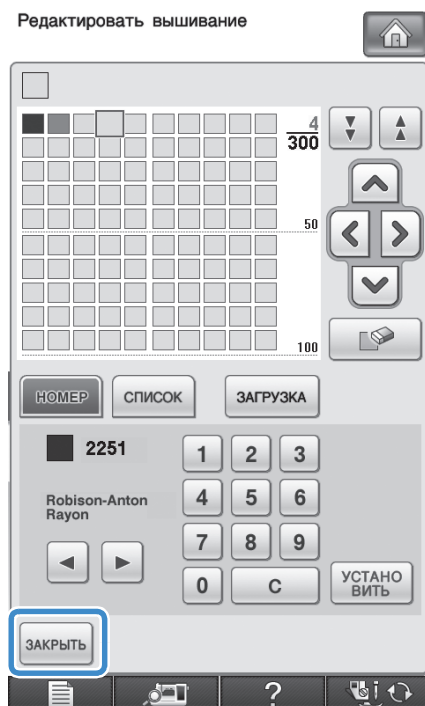 Редактировать вышивание
4
300
50
100
НОМЕР СПИСОК ЗАГРУЗКА
2251
1 2 3
Robison-Anton
Rayon
4 5 6
7 8 9
0 C
УСТАНО
ВИТЬ
ЗАКРЫТЬ
?